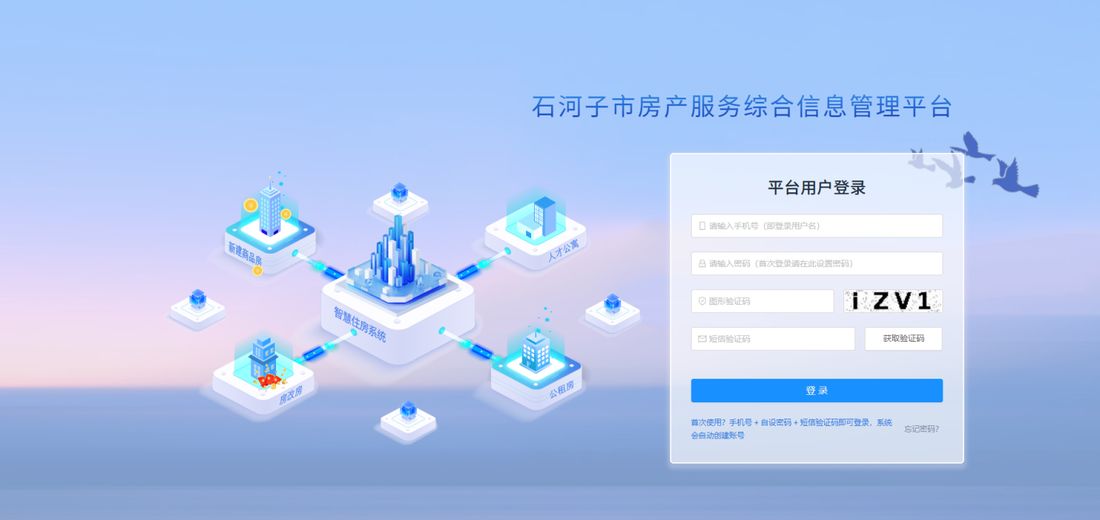 石河子市房产服务综合信息管理平台
平台用户登录
请输入手机号（即登录用户名）
请输入密码（首次登录请在此设置密码）
图形验证码
i ZV1
短信验证码
获取验证码
登 录
首次使用？手机号 + 自设密码 + 短信验证码即可登录，系统
会自动创建账号
忘记密码?
新建商品房
人才公寓
智慧住房系统
房改房
公租房